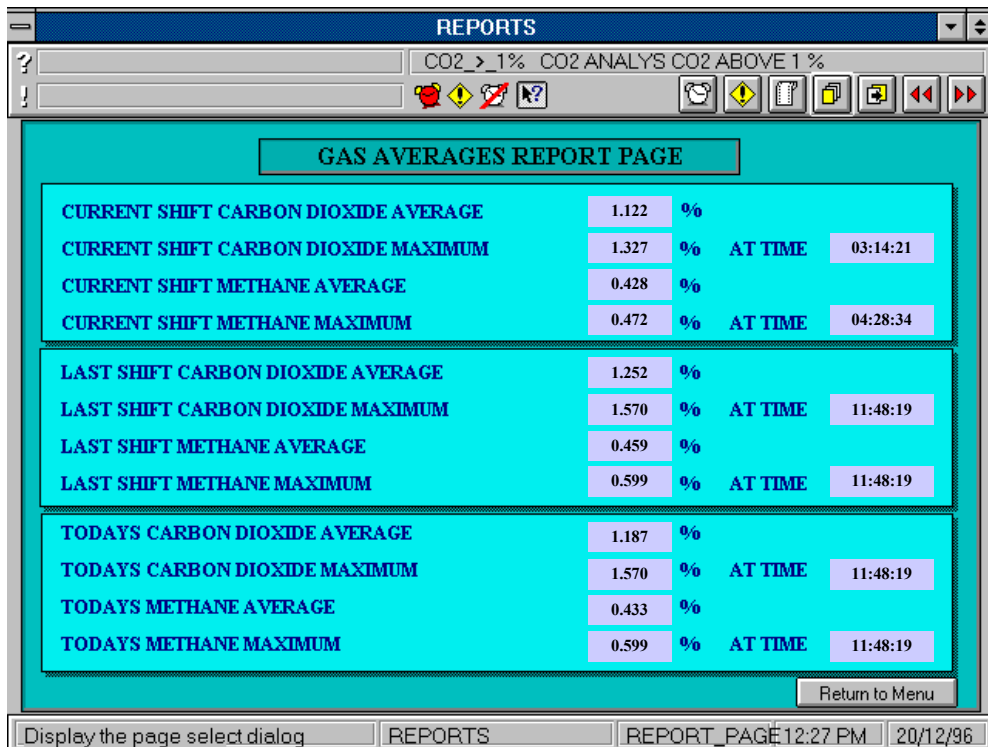 REPORTS
?
CO2_>_1% CO2 ANALYS CO2 ABOVE 1 %
!
GAS AVERAGES REPORT PAGE
CURRENT SHIFT CARBON DIOXIDE AVERAGE 1.122 %
CURRENT SHIFT CARBON DIOXIDE MAXIMUM 1.327 % AT TIME 03:14:21
CURRENT SHIFT METHANE AVERAGE 0.428 %
CURRENT SHIFT METHANE MAXIMUM 0.472 % AT TIME 04:28:34
LAST SHIFT CARBON DIOXIDE AVERAGE 1.252 %
LAST SHIFT CARBON DIOXIDE MAXIMUM 1.570 % AT TIME 11:48:19
LAST SHIFT METHANE AVERAGE 0.459 %
LAST SHIFT METHANE MAXIMUM 0.599 % AT TIME 11:48:19
TODAYS CARBON DIOXIDE AVERAGE 1.187 %
TODAYS CARBON DIOXIDE MAXIMUM 1.570 % AT TIME 11:48:19
TODAYS METHANE AVERAGE 0.433 %
TODAYS METHANE MAXIMUM 0.599 % AT TIME 11:48:19
Return to Menu
Display the page select dialog REPORTS REPORT_PAGE 12:27 PM 20/12/96